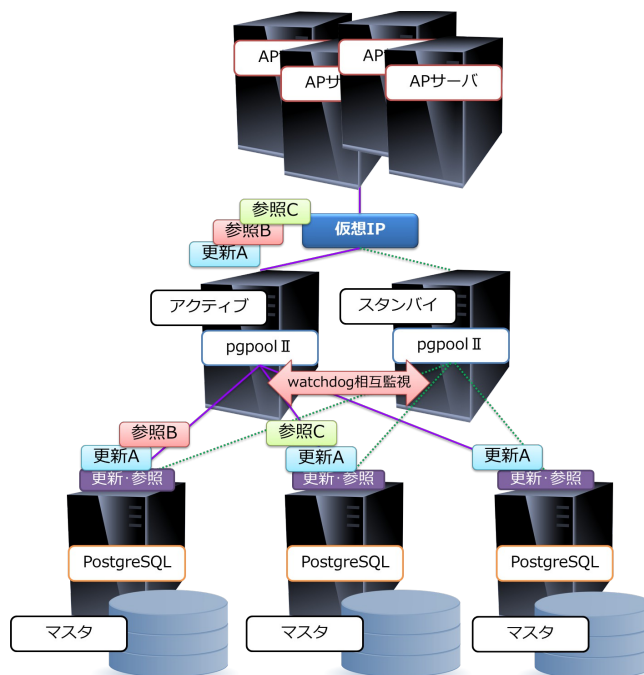 AP
AP
APサ
APサーバ
参照C
参照B
更新A
仮想IP
アクティブ
スタンバイ
pgpoolⅡ
pgpoolⅡ
watchdog相互監視
参照B
更新A
更新・参照
参照C
更新A
更新・参照
更新A
更新・参照
PostgreSQL
PostgreSQL
PostgreSQL
マスタ
マスタ
マスタ